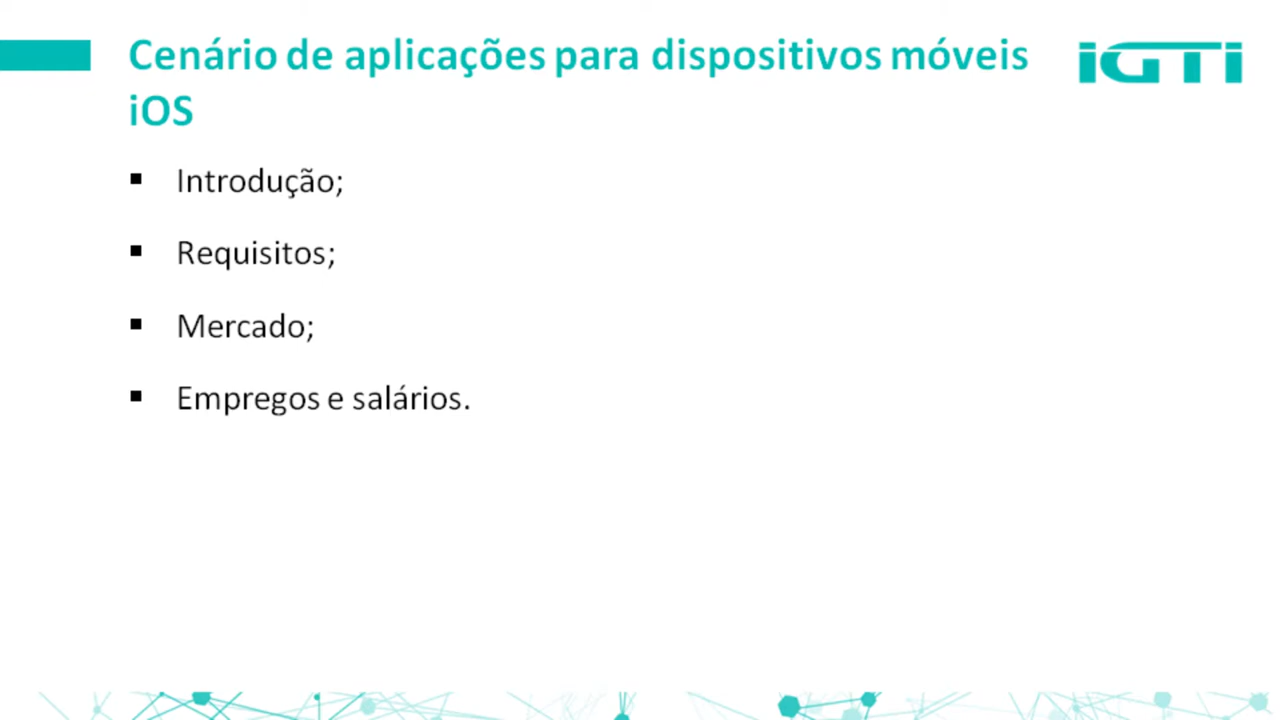 Cenário de aplicações para dispositivos móveis
iOS
iGTi
▪ Introdução;
▪ Requisitos;
▪ Mercado;
▪ Empregos e salários.